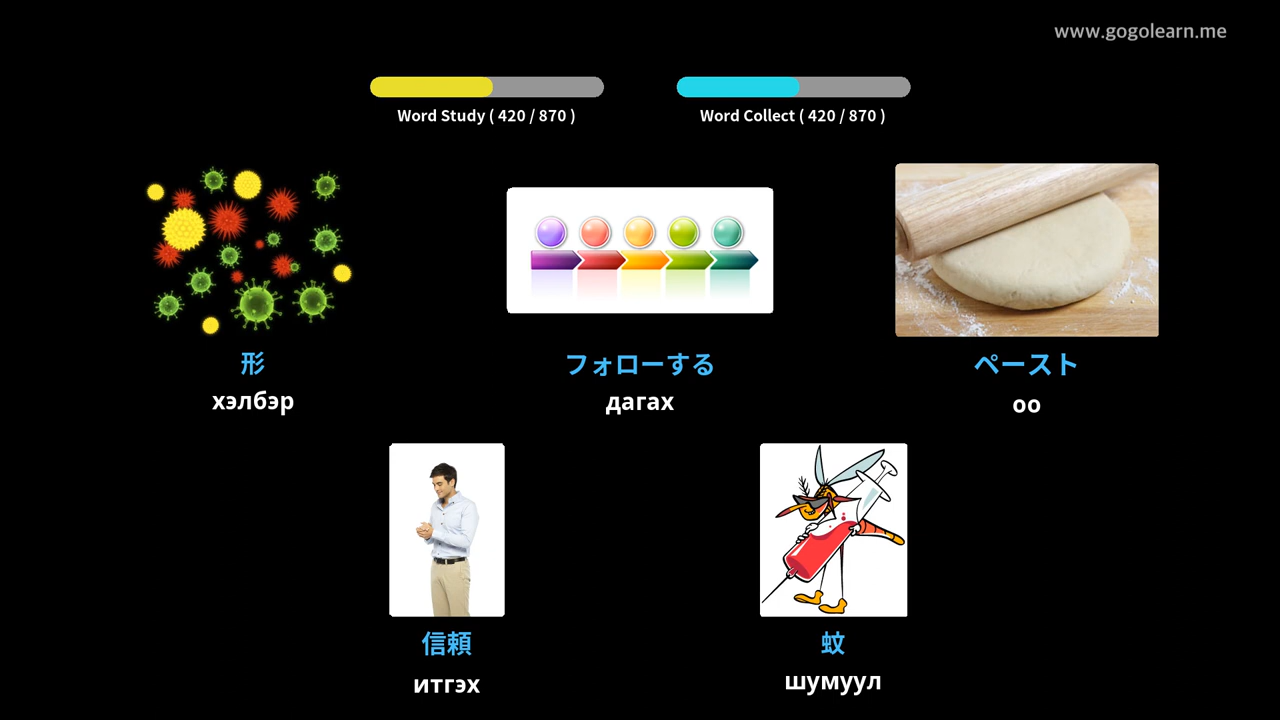 www.gogolearn.me
Word Study ( 420 / 870 )
Word Collect ( 420 / 870 )
形
хэлбэр
フォローする
дагах
ペースト
оо
信頼
итгэх
蚊
шумуул